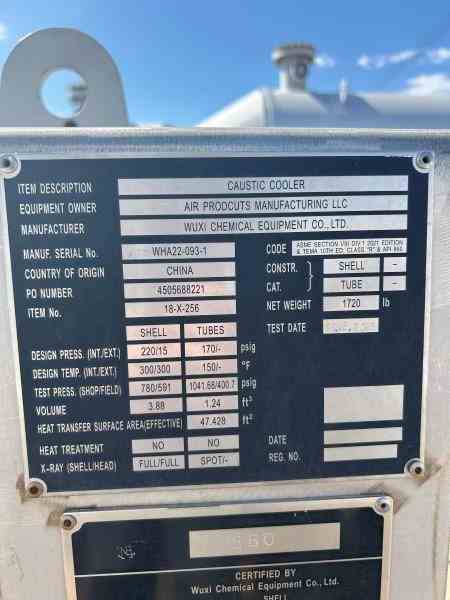 ITEM DESCRIPTION CAUSTIC COOLER
EQUIPMENT OWNER AIR PRODCUTS MANUFACTURING LLC
MANUFACTURER WUXI CHEMICAL EQUIPMENT CO., LTD.
MANUF. SERIAL No. WHA22-093-1 CODE ASME SECTION VIII DIV.1 2021 EDITION
& TEMA 10TH ED. CLASS "R" & API 660
COUNTRY OF ORIGIN CHINA CONSTR. SHELL -
PO NUMBER 4505688221 CAT. TUBE -
ITEM No. 18-X-256 NET WEIGHT 1720 lb
SHELL TUBES TEST DATE
DESIGN PRESS. (INT./EXT.) 220/15 170/- psig
DESIGN TEMP. (INT/EXT.) 300/300 150/- °F
TEST PRESS. (SHOP/FIELD) 780/591 1041.68/400.7 psig
VOLUME 3.88 1.24 ft³
HEAT TRANSFER SURFACE AREA(EFFECTIVE) 47.428 ft²
HEAT TREATMENT NO NO DATE
X-RAY (SHELL/HEAD) FULL/FULL SPOT/- REG. NO.
CERTIFIED BY
Wuxi Chemical Equipment Co., Ltd.
SHELL